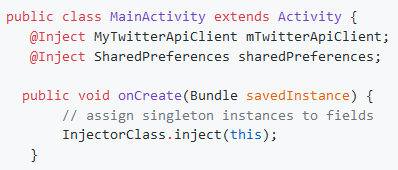 public class MainActivity extends Activity {
@Inject MyTwitterApiClient mTwitterApiClient;
@Inject SharedPreferences sharedPreferences;
public void onCreate(Bundle savedInstance) {
// assign singleton instances to fields
InjectorClass.inject(this);
}